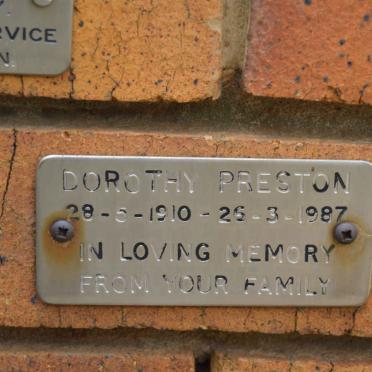 RVICE
N.
DOROTHY PRESTON
28-5-1910 - 26-3-1987
IN LOVING MEMORY
FROM YOUR FAMILY